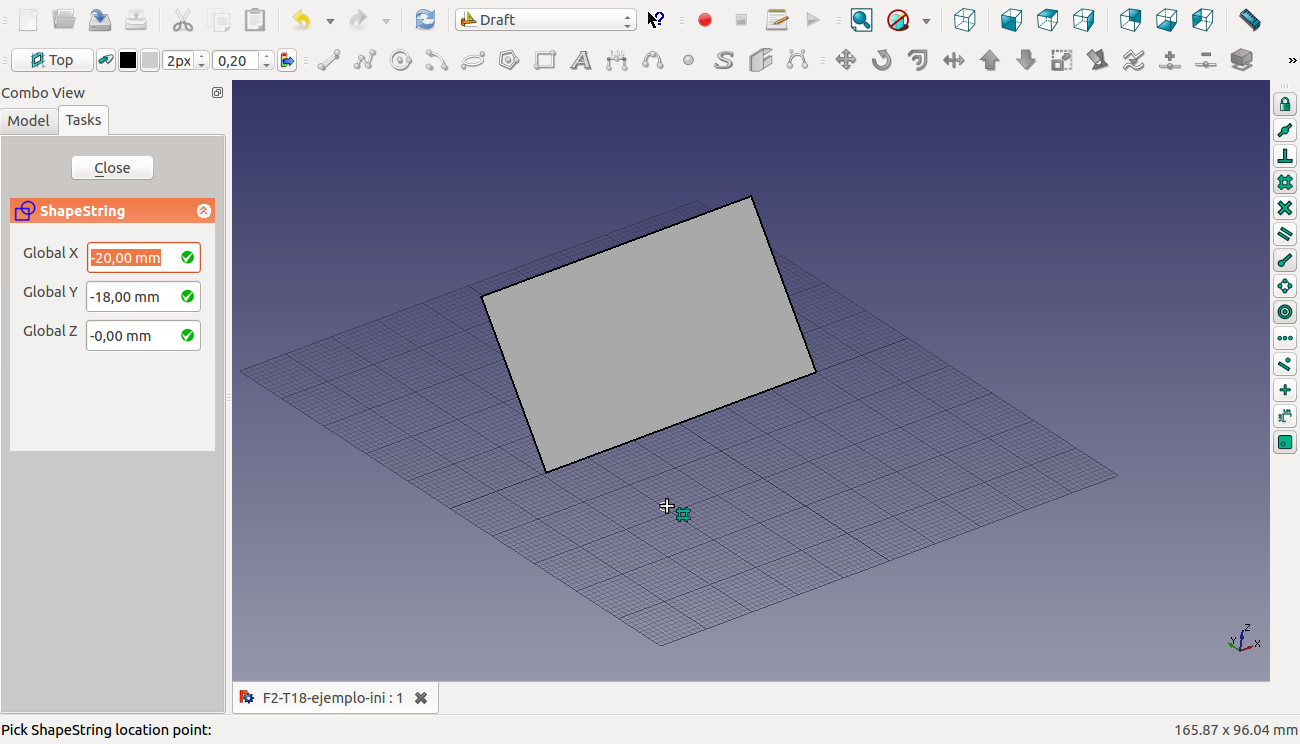 Draft
Top
2px
0,20
»
Combo View
Model
Tasks
Close
ShapeString
Global X
-20,00 mm
Global Y
-18,00 mm
Global Z
-0,00 mm
Z
Y
X
F2-T18-ejemplo-ini : 1
Pick ShapeString location point:
165.87 x 96.04 mm